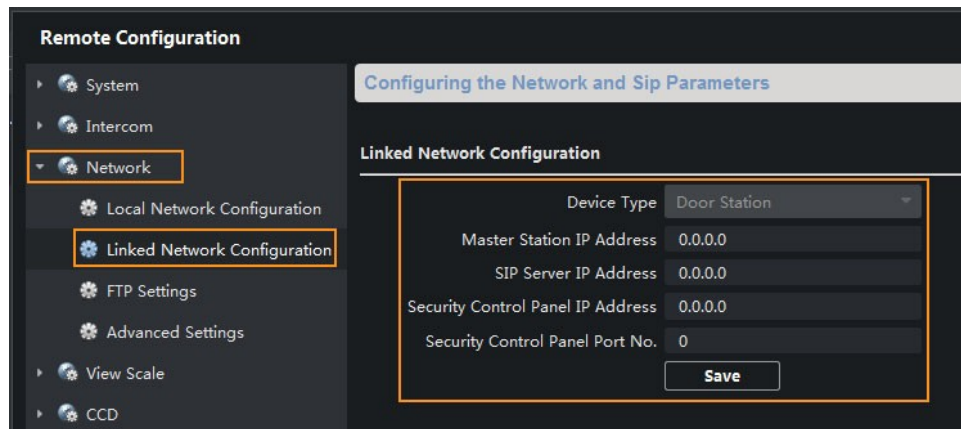 Remote Configuration
System
Intercom
Network
Local Network Configuration
Linked Network Configuration
FTP Settings
Advanced Settings
View Scale
CCD
Configuring the Network and Sip Parameters
Linked Network Configuration
Device Type Door Station
Master Station IP Address 0.0.0.0
SIP Server IP Address 0.0.0.0
Security Control Panel IP Address 0.0.0.0
Security Control Panel Port No. 0
Save